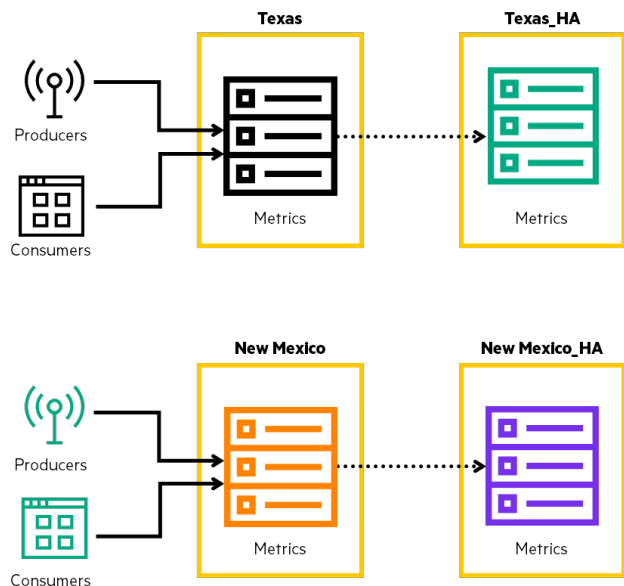 Texas
Texas_HA
Producers
Consumers
Metrics
Metrics
New Mexico
New Mexico_HA
Producers
Consumers
Metrics
Metrics